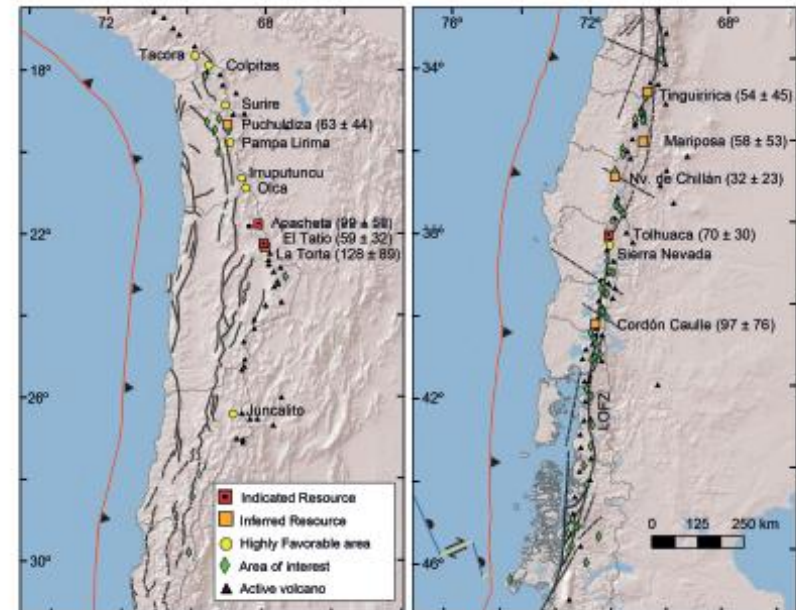 72
68
18°
Tacora
Colpitas
Surire
Puchuldiza (63 ± 44)
Pampa Lirima
Irruputuncu
Olca
22°
Apacheta (99 ± 58)
El Tatio (59 ± 32)
La Torta (128 ± 89)
26°
Juncalito
30°
Indicated Resource
Inferred Resource
Highly Favorable area
Area of interest
Active volcano
76°
72°
68°
34°
Tinguiririca (54 ± 45)
Mariposa (58 ± 53)
Nv. de Chillán (32 ± 23)
38°
Tolhuaca (70 ± 30)
Sierra Nevada
Cordón Caulle (97 ± 76)
42°
LOFZ
0 125 250 km
46°